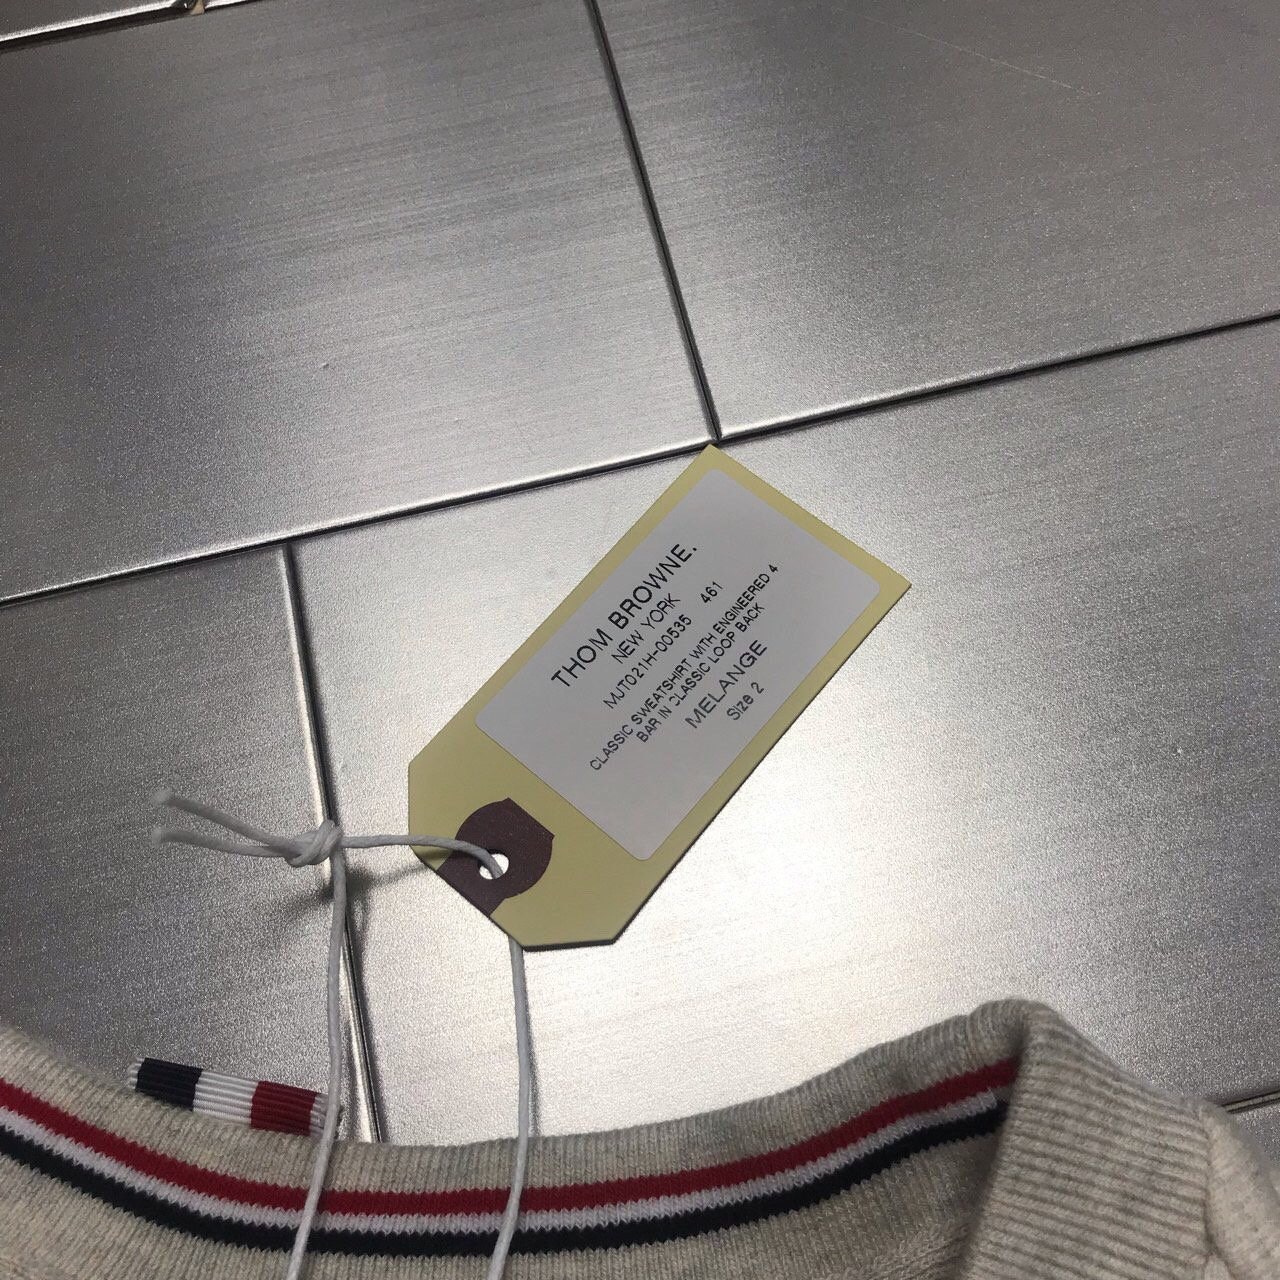 THOM BROWNE.
NEW YORK
MJT021H-00535 461
CLASSIC SWEATSHIRT WITH ENGINEERED 4
BAR IN CLASSIC LOOP BACK
MELANGE
Size 2